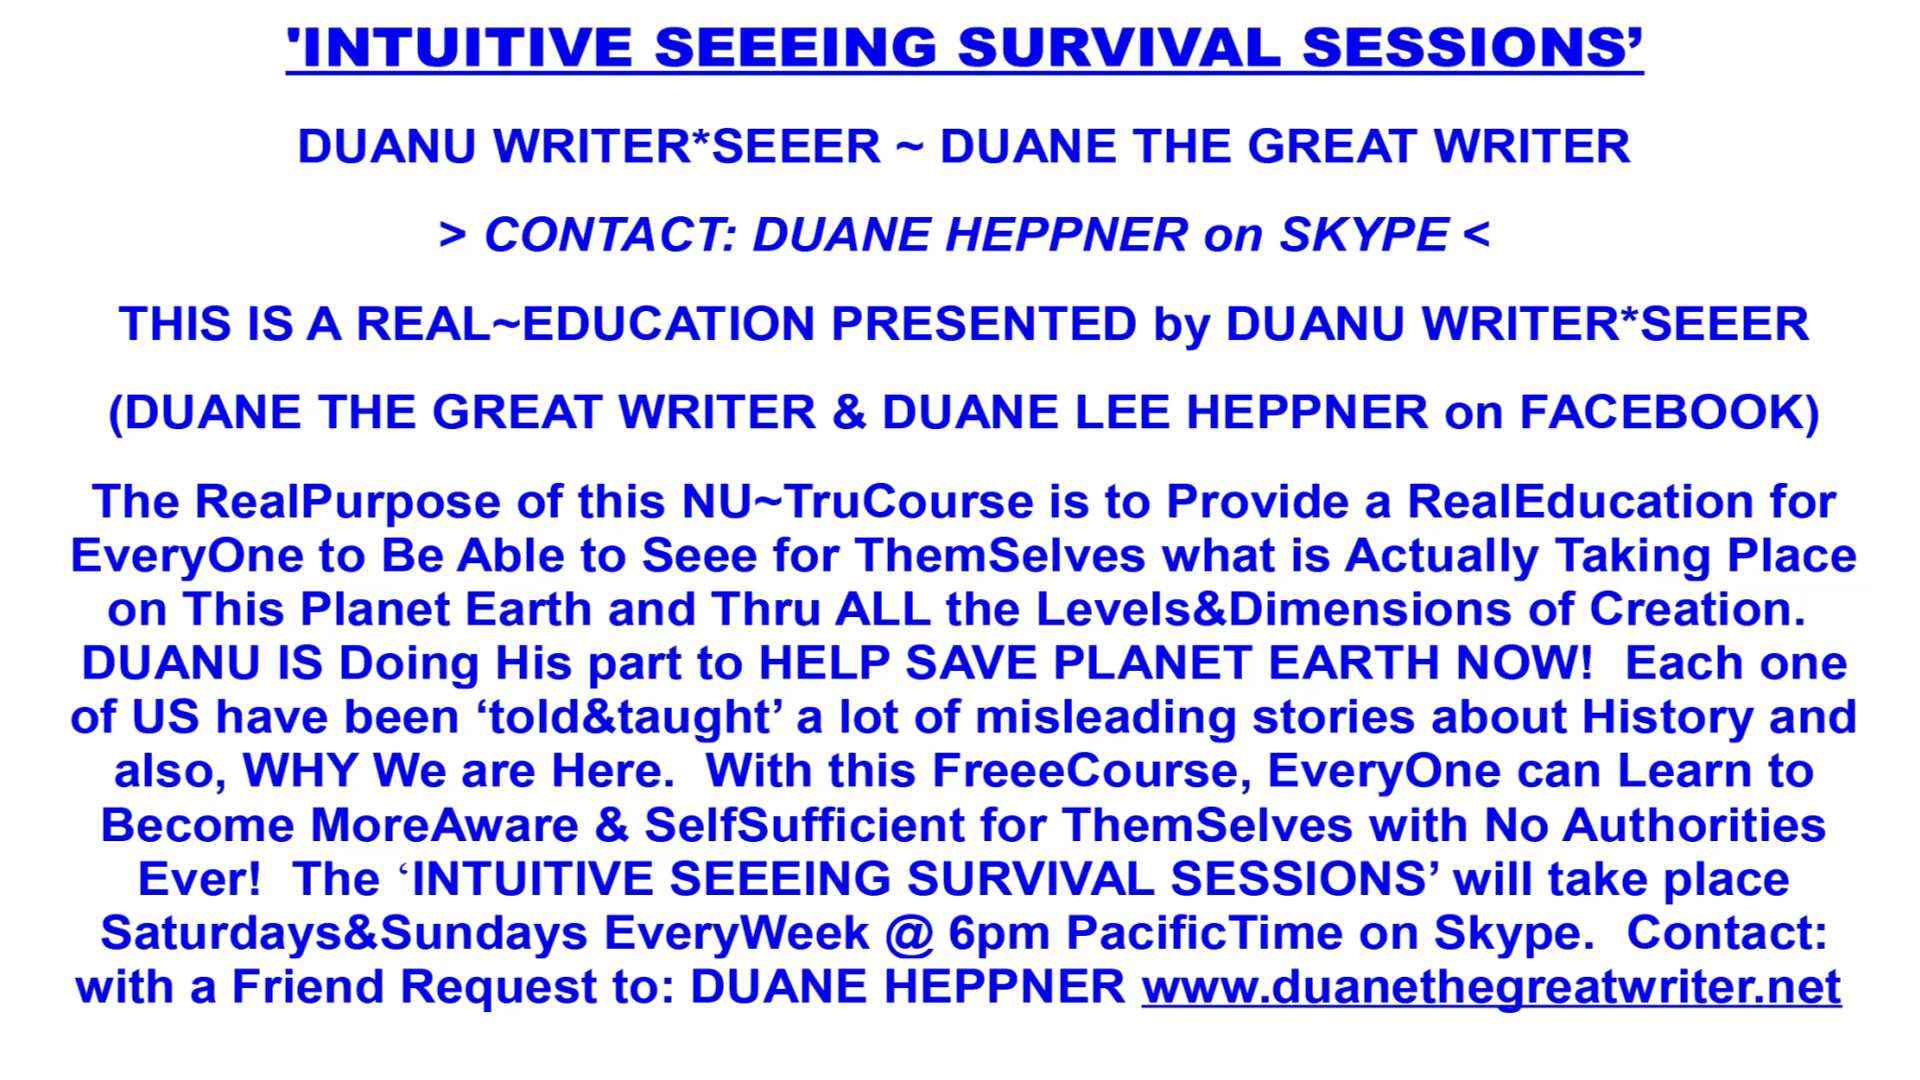 'INTUITIVE SEEEING SURVIVAL SESSIONS’
DUANU WRITER*SEEER ~ DUANE THE GREAT WRITER
> CONTACT: DUANE HEPPNER on SKYPE <
THIS IS A REAL~EDUCATION PRESENTED by DUANU WRITER*SEEER
(DUANE THE GREAT WRITER & DUANE LEE HEPPNER on FACEBOOK)
The RealPurpose of this NU~TruCourse is to Provide a RealEducation for
EveryOne to Be Able to Seee for ThemSelves what is Actually Taking Place
on This Planet Earth and Thru ALL the Levels&Dimensions of Creation.
DUANU IS Doing His part to HELP SAVE PLANET EARTH NOW!  Each one
of US have been ‘told&taught’ a lot of misleading stories about History and
also, WHY We are Here.  With this FreeeCourse, EveryOne can Learn to
Become MoreAware & SelfSufficient for ThemSelves with No Authorities
Ever!  The ‘INTUITIVE SEEEING SURVIVAL SESSIONS’ will take place
Saturdays&Sundays EveryWeek @ 6pm PacificTime on Skype.  Contact:
with a Friend Request to: DUANE HEPPNER www.duanethegreatwriter.net